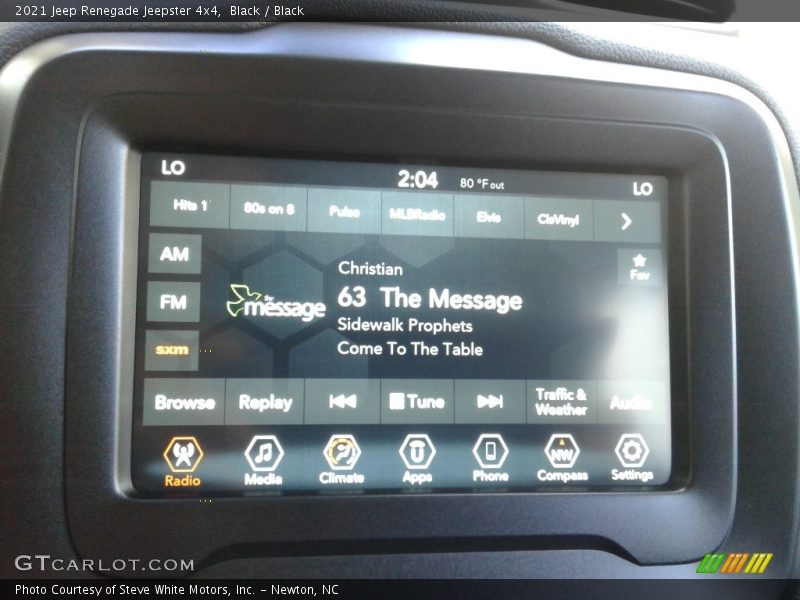 2021 Jeep Renegade Jeepster 4x4,  Black / Black
LO
2:04
80 °F out
LO
Hits 1
80s on 8
Pulse
MLBRadio
Elvis
ClsVinyl
AM
FM
sxm
Fav
the message
Christian
63 The Message
Sidewalk Prophets
Come To The Table
Browse
Replay
Tune
Traffic & Weather
Audio
Radio
Media
Climate
Apps
Phone
NW
Compass
Settings
GTCARLOT.COM
Photo Courtesy of Steve White Motors, Inc. – Newton, NC